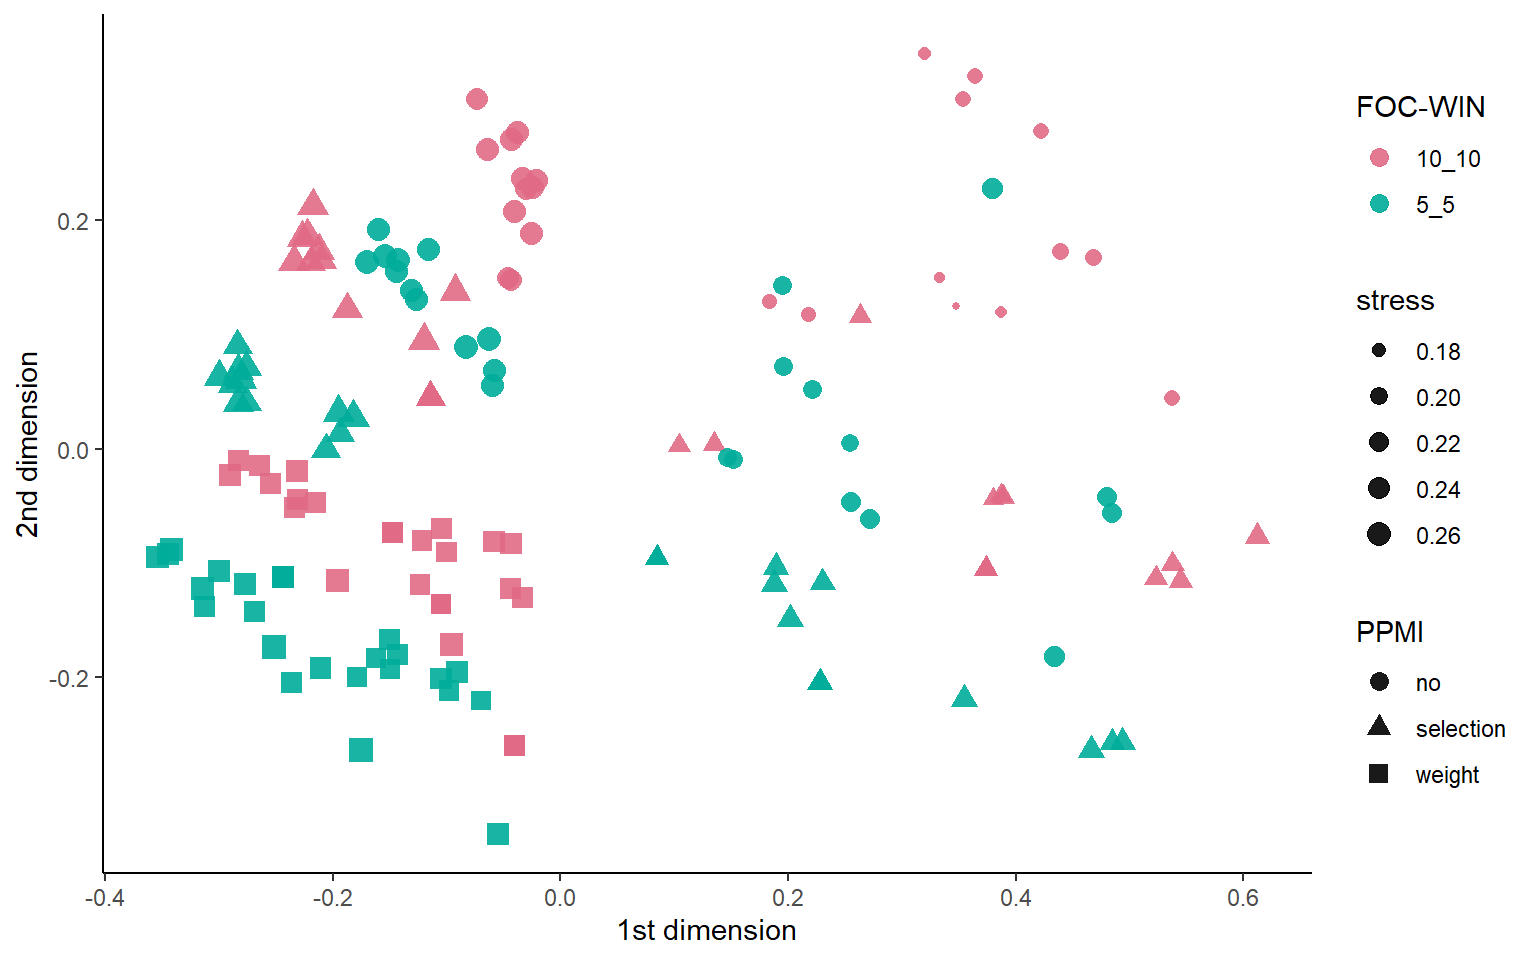 FOC-WIN
10_10
5_5
stress
0.18
0.20
0.22
0.24
0.26
PPMI
no
selection
weight
2nd dimension
0.2
0.0
-0.2
-0.4
-0.2
0.0
0.2
0.4
0.6
1st dimension